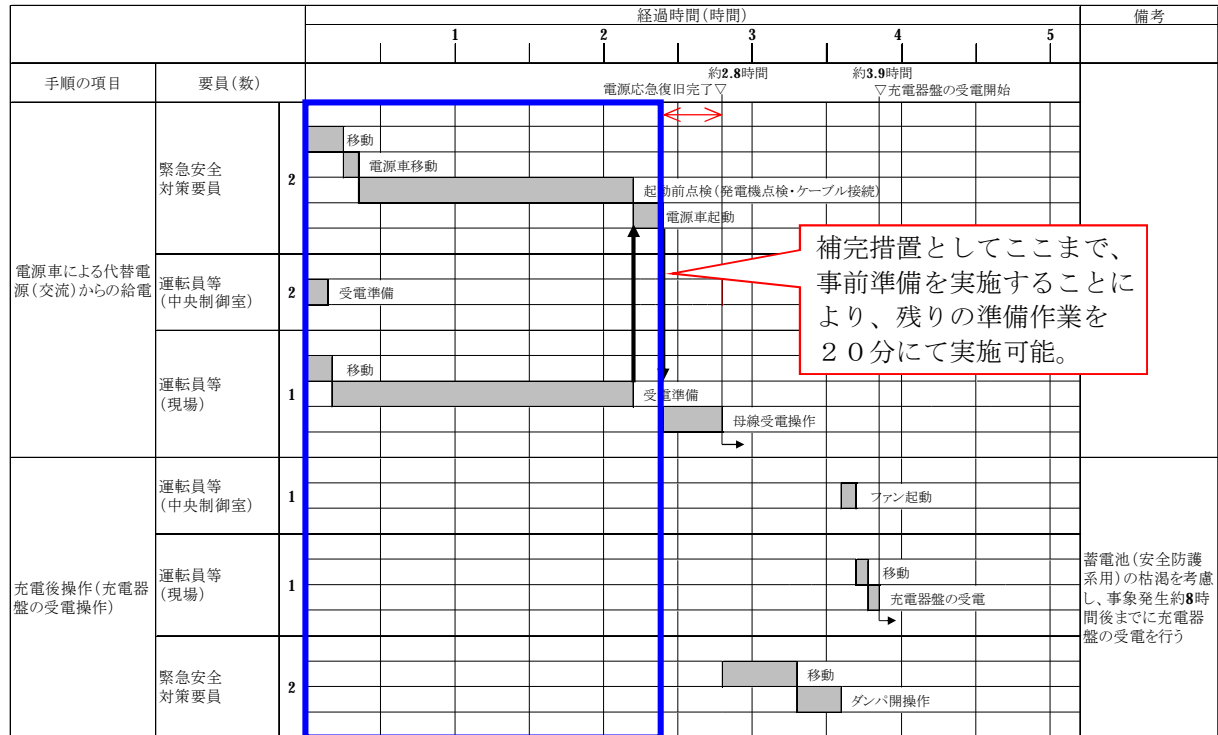 経過時間(時間)
備考
1
2
3
4
5
手順の項目
要員(数)
約2.8時間
電源応急復旧完了▽
約3.9時間
▽充電器盤の受電開始
電源車による代替電
源(交流)からの給電
緊急安全
対策要員
2
移動
電源車移動
起動前点検(発電機点検・ケーブル接続)
電源車起動
補完措置としてここまで、
事前準備を実施することに
より、残りの準備作業を
20分にて実施可能。
運転員等
(中央制御室)
2
受電準備
運転員等
(現場)
1
移動
受電準備
母線受電操作
充電後操作(充電器
盤の受電操作)
運転員等
(中央制御室)
1
ファン起動
運転員等
(現場)
1
移動
充電器盤の受電
緊急安全
対策要員
2
移動
ダンパ開操作
蓄電池(安全防護
系用)の枯渇を考慮
し、事象発生約8時
間後までに充電器
盤の受電を行う